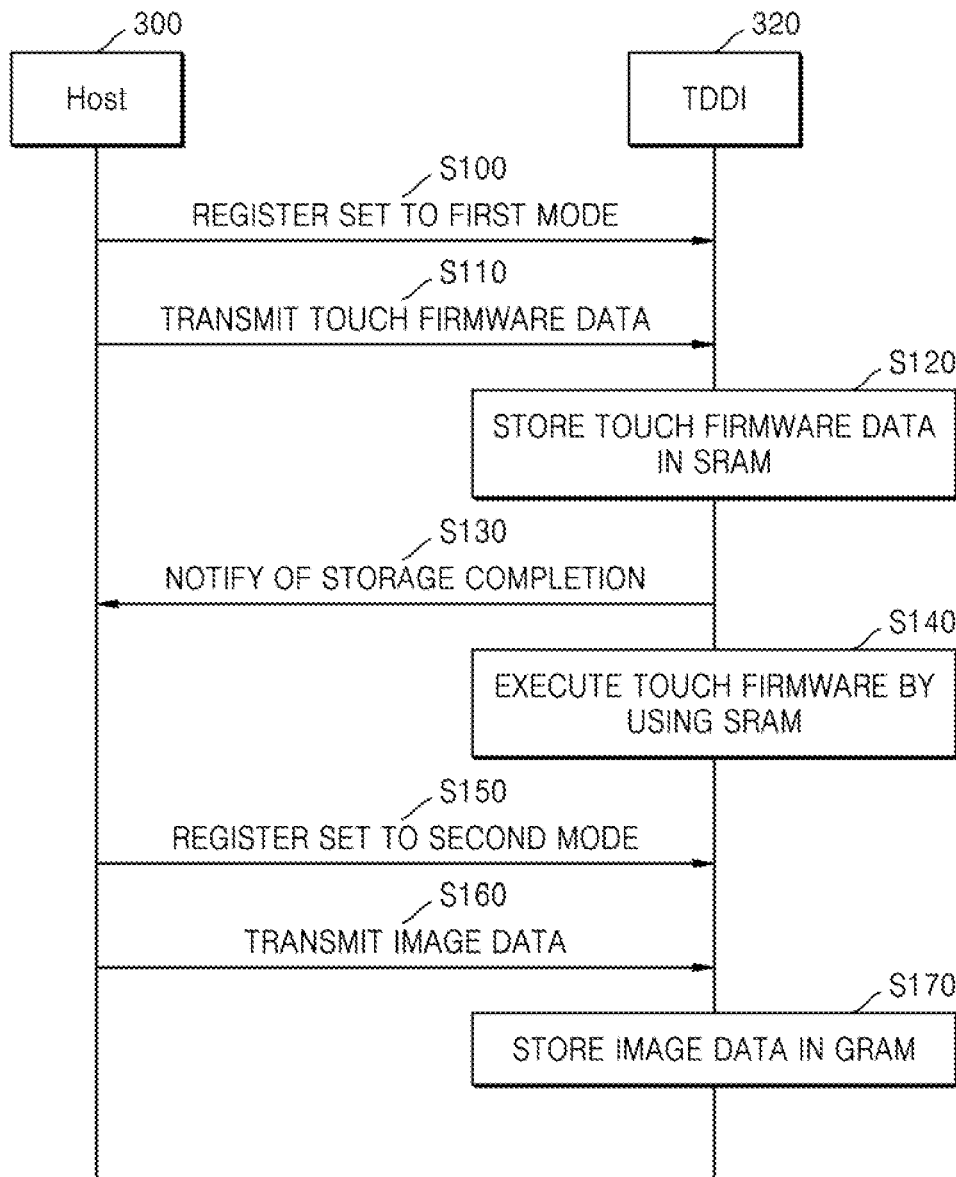 300
320
Host
TDDI
S100
REGISTER SET TO FIRST MODE
S110
TRANSMIT TOUCH FIRMWARE DATA
S120
STORE TOUCH FIRMWARE DATA
IN SRAM
S130
NOTIFY OF STORAGE COMPLETION
S140
EXECUTE TOUCH FIRMWARE BY
USING SRAM
S150
REGISTER SET TO SECOND MODE
S160
TRANSMIT IMAGE DATA
S170
STORE IMAGE DATA IN GRAM